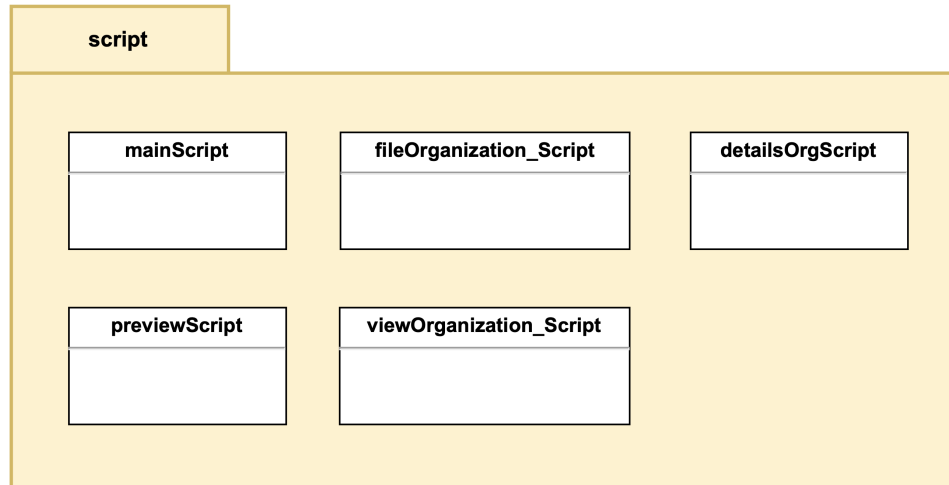 script
mainScript
fileOrganization_Script
detailsOrgScript
previewScript
viewOrganization_Script